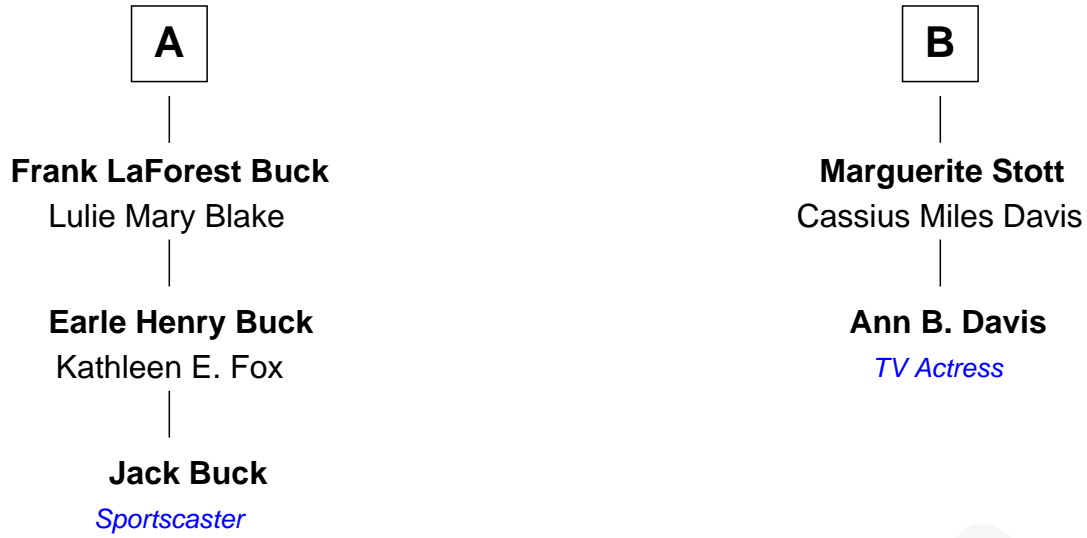 A
Frank LaForest Buck
Lulie Mary Blake
Earle Henry Buck
Kathleen E. Fox
Jack Buck
Sportscaster
B
Marguerite Stott
Cassius Miles Davis
Ann B. Davis
TV Actress